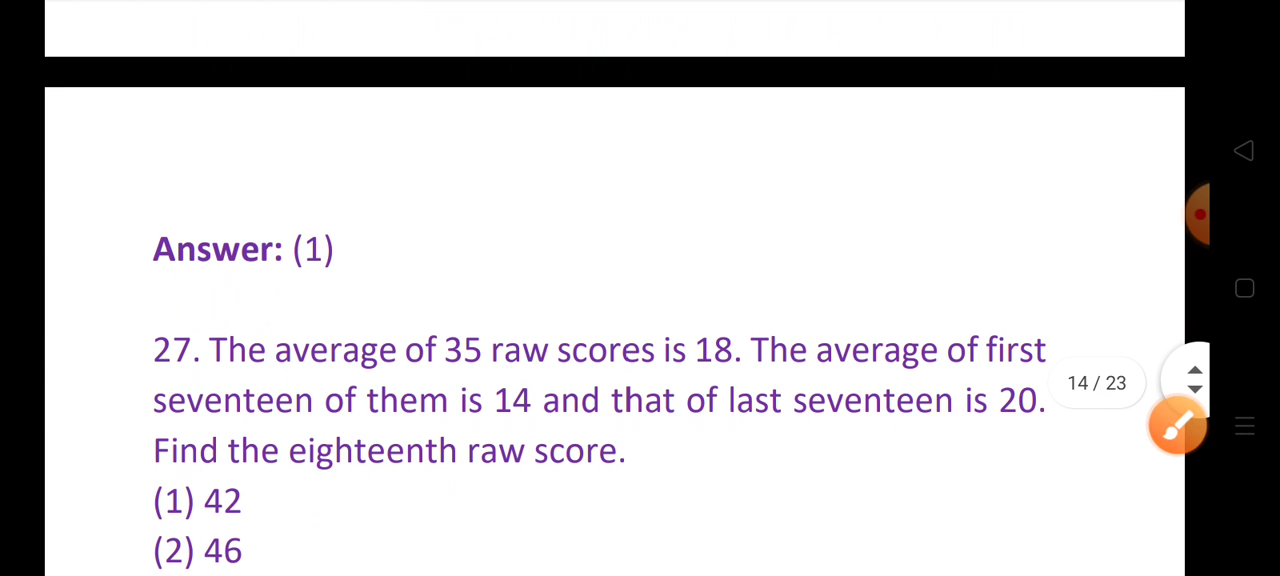 Answer: (1)
27. The average of 35 raw scores is 18. The average of first
seventeen of them is 14 and that of last seventeen is 20.
14 / 23
Find the eighteenth raw score.
(1) 42
(2) 46